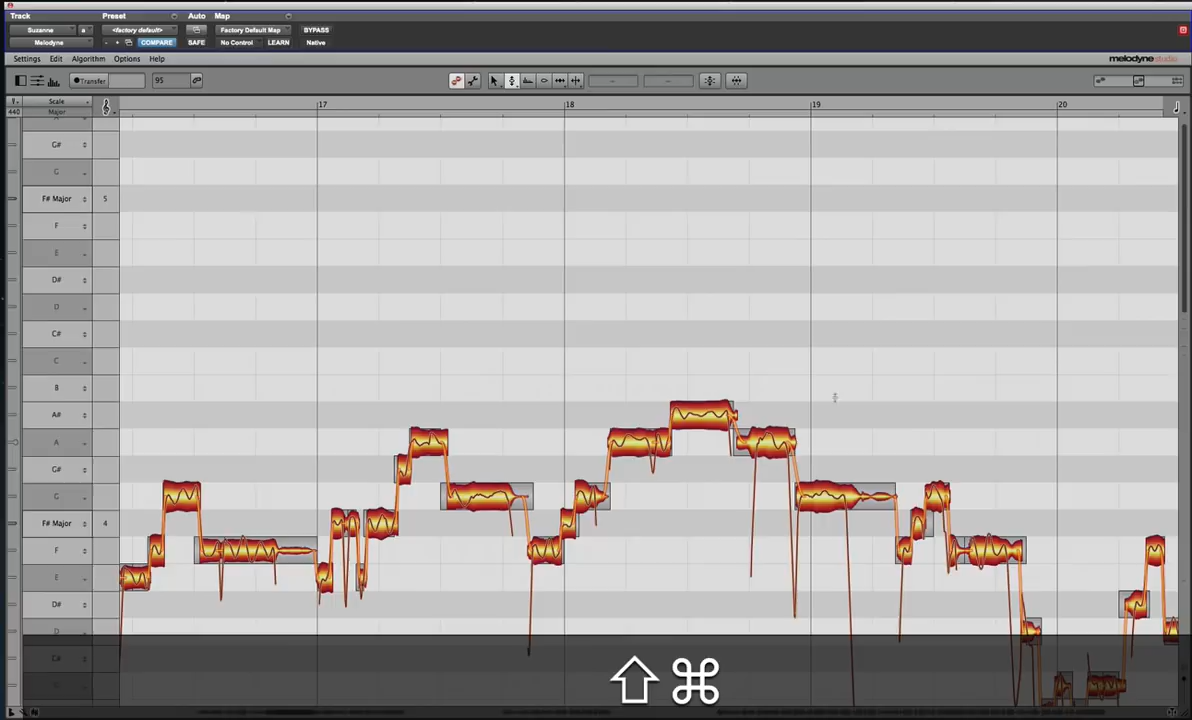 Track Preset Auto Map
Suzanne a <factory default> Factory Default Map BYPASS
Melodyne - + COMPARE SAFE No Control LEARN Native
Settings Edit Algorithm Options Help melodyne studio
Transfer 95
Scale 17 18 19 20
440 Major
A
G#
G
F# Major 5
F
E
D#
D
C#
C
B
A#
A
G#
G
F# Major 4
F
E
D#
D
C#
⇧ ⌘